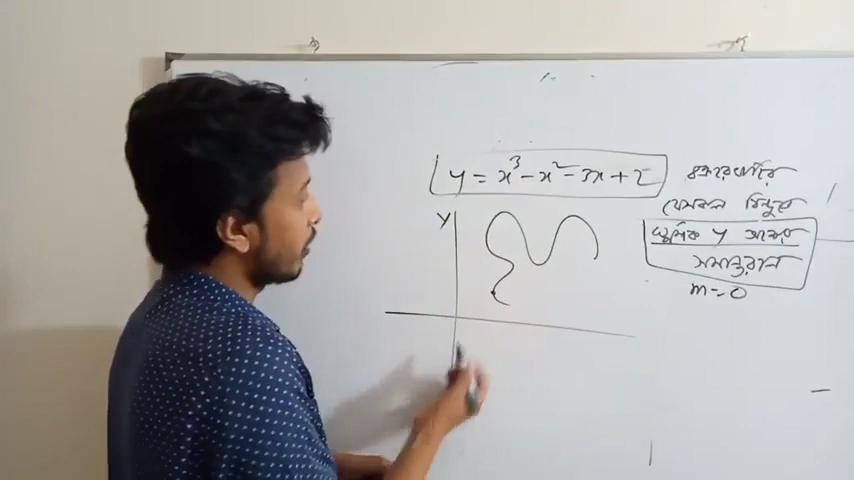 y = x³ - x² - 3x + 2
বক্ররেখাটির
যেসকল বিন্দুতে
স্পর্শক y অক্ষের
সমান্তরাল
m = 0
y